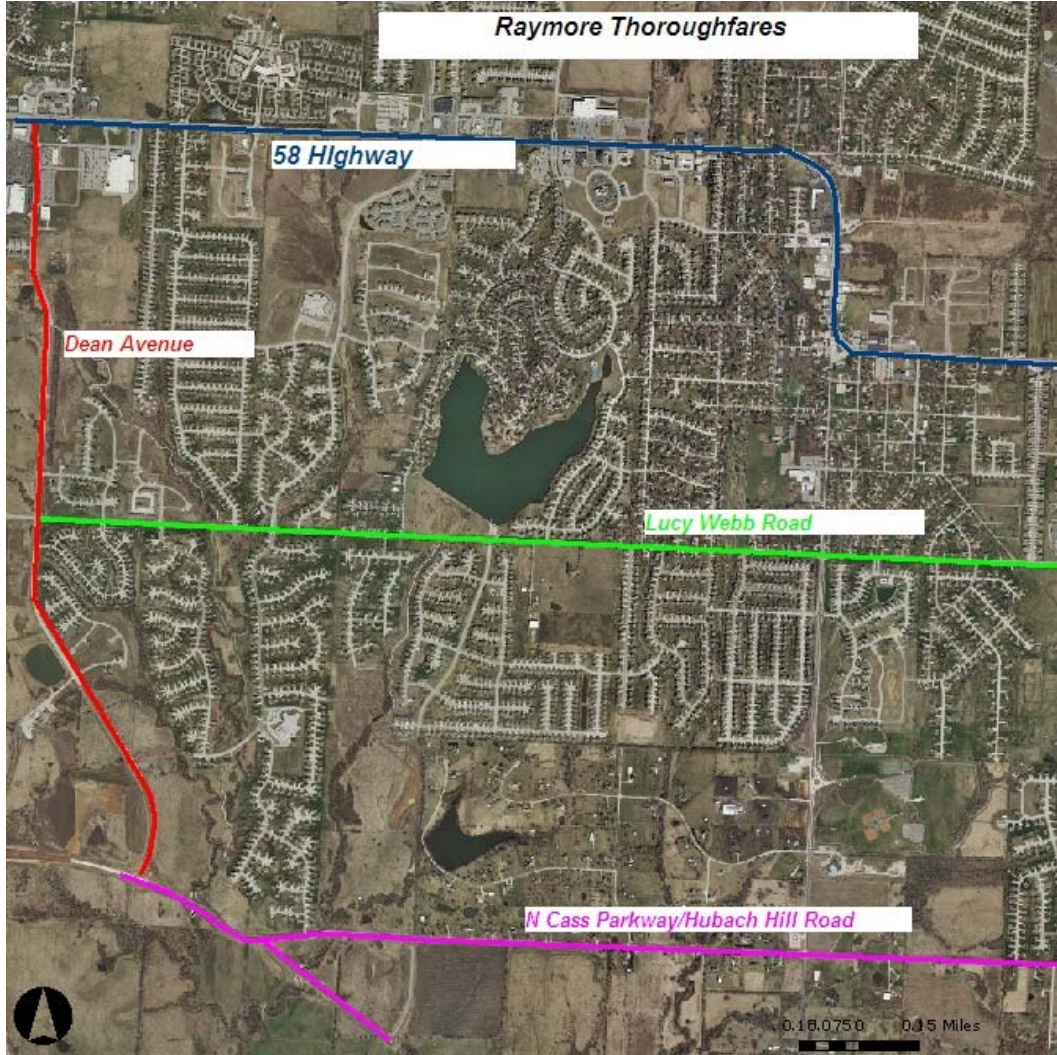 Raymore Thoroughfares
58 HIghway
Dean Avenue
Lucy Webb Road
N Cass Parkway/Hubach Hill Road
0.15 Miles